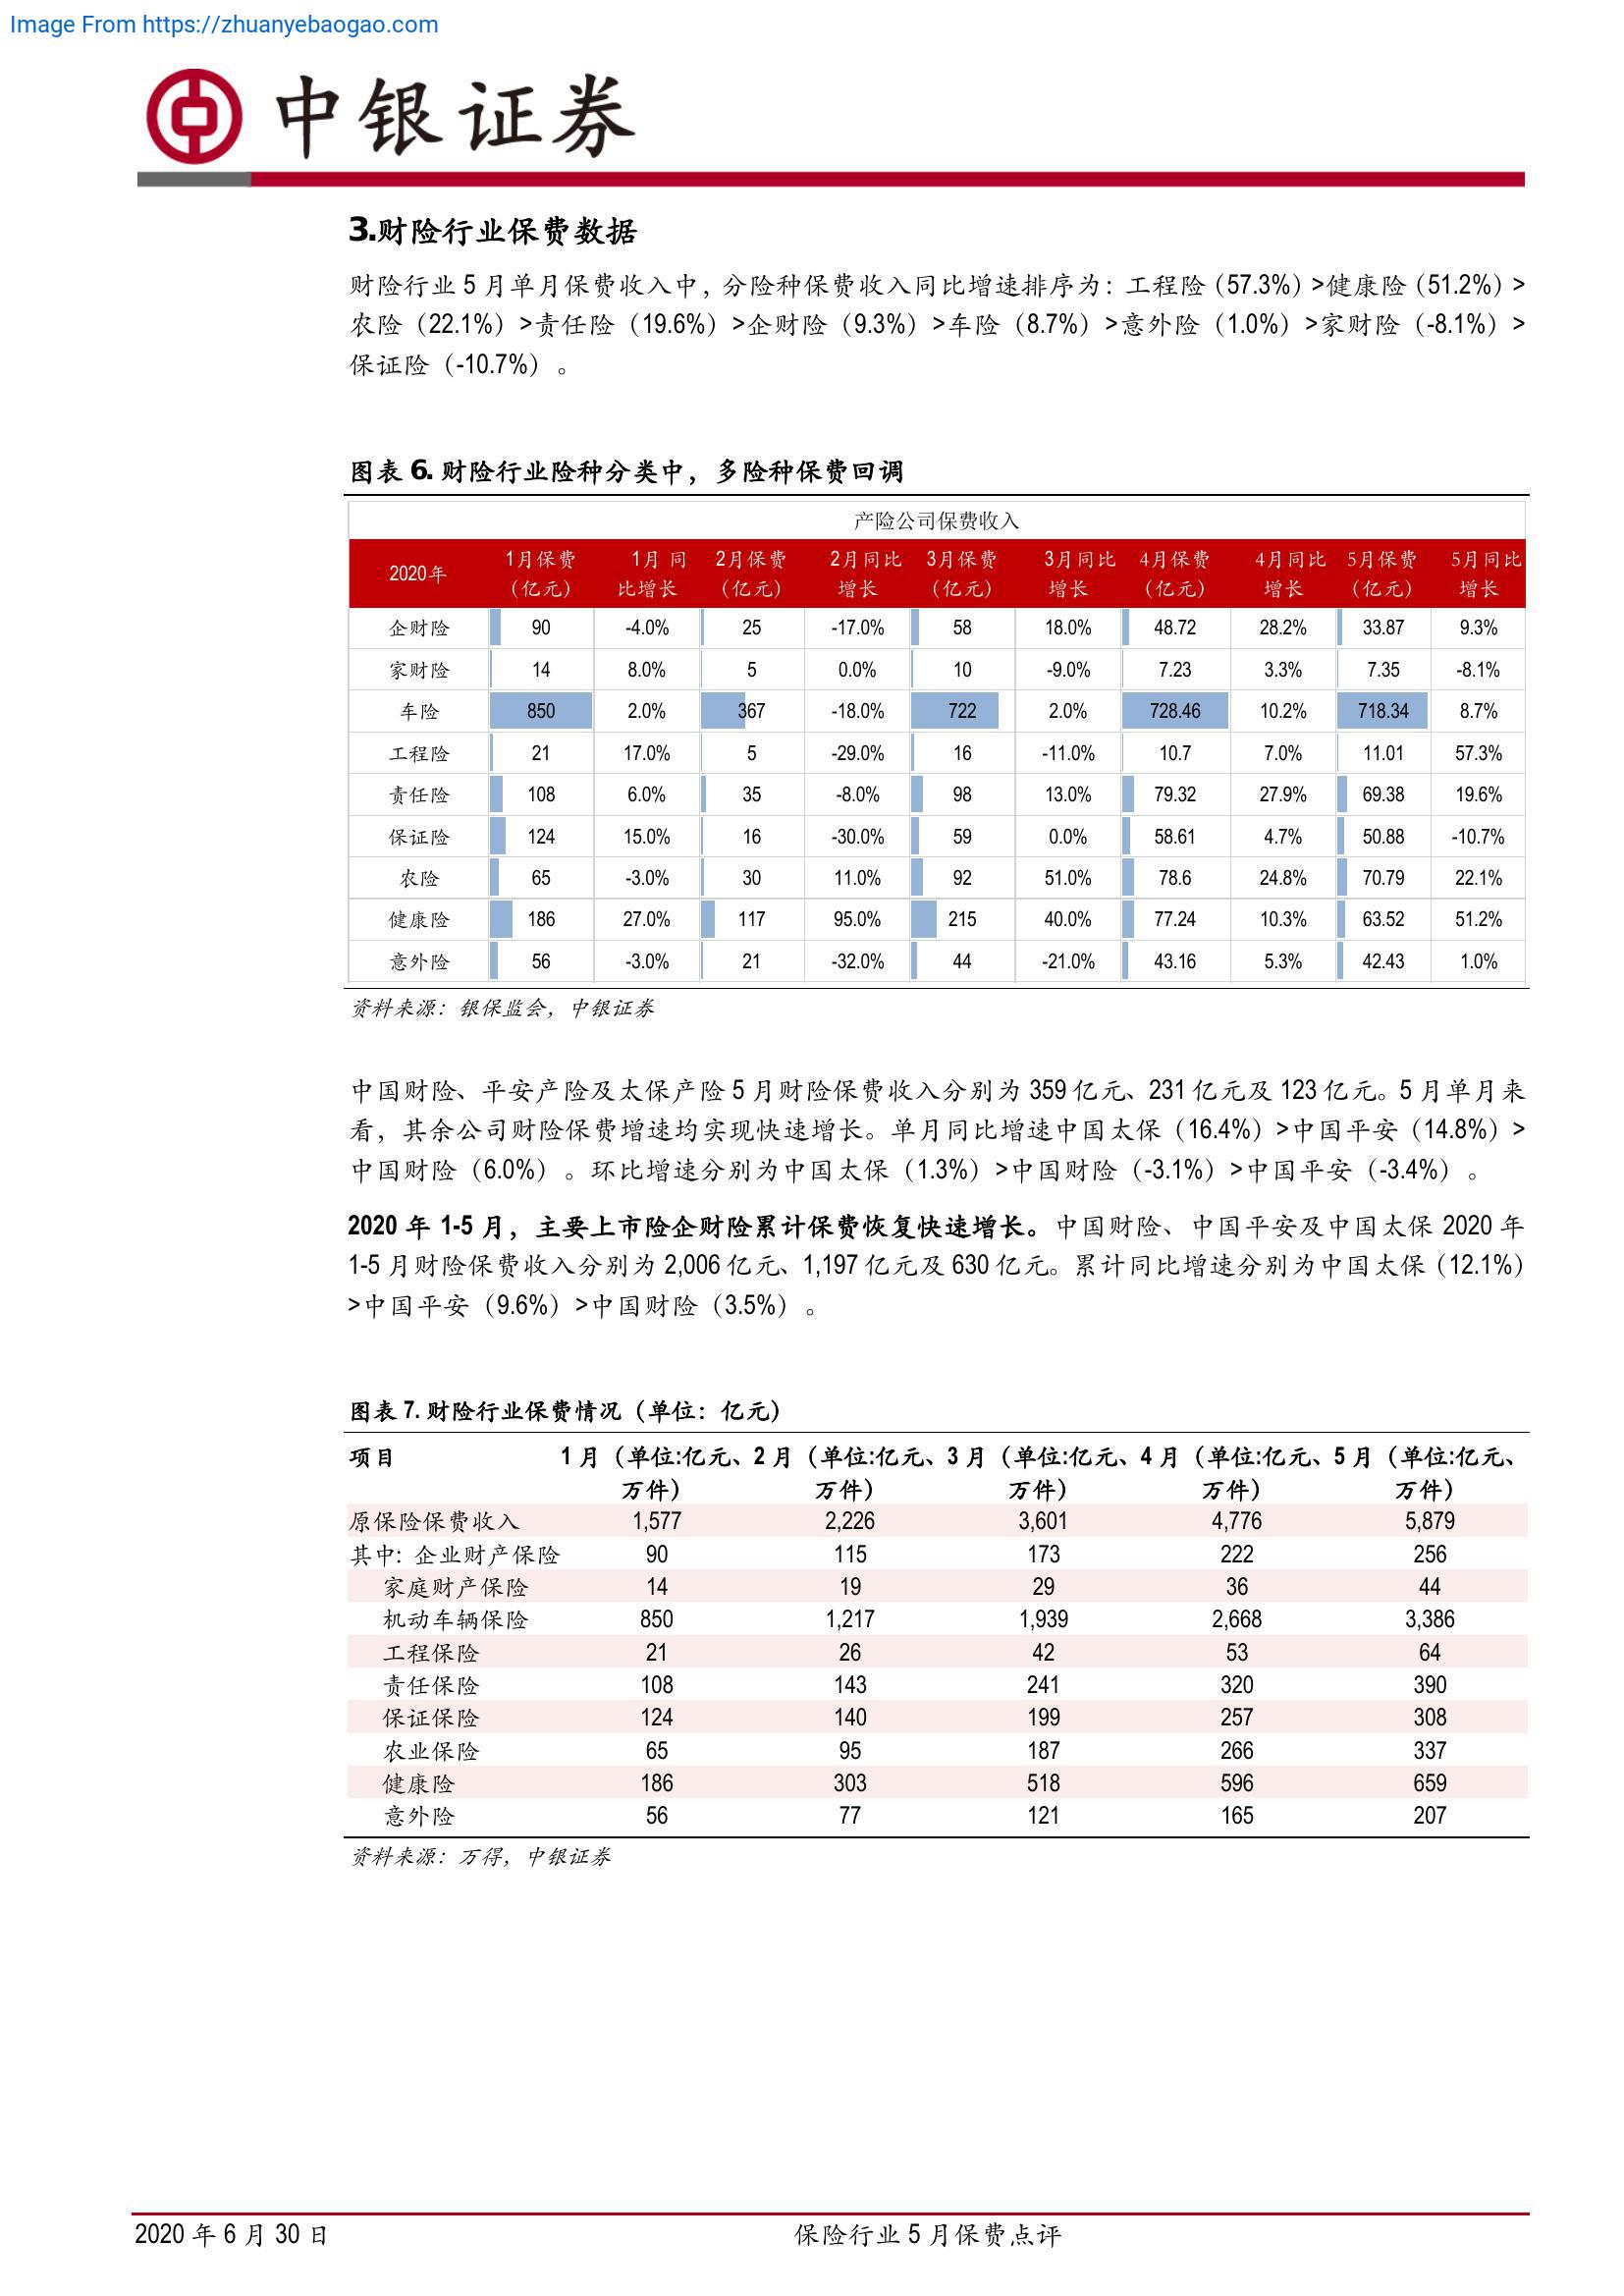 Image From https://zhuanyebaogao.com
中银证券
3.财险行业保费数据
财险行业 5 月单月保费收入中，分险种保费收入同比增速排序为：工程险（57.3%）>健康险（51.2%）>
农险（22.1%）>责任险（19.6%）>企财险（9.3%）>车险（8.7%）>意外险（1.0%）>家财险（-8.1%）>
保证险（-10.7%）。
图表 6. 财险行业险种分类中，多险种保费回调
产险公司保费收入
2020年 1月保费（亿元） 1月 同比增长 2月保费（亿元） 2月同比增长 3月保费（亿元） 3月同比增长 4月保费（亿元） 4月同比增长 5月保费（亿元） 5月同比增长
企财险 90 -4.0% 25 -17.0% 58 18.0% 48.72 28.2% 33.87 9.3%
家财险 14 8.0% 5 0.0% 10 -9.0% 7.23 3.3% 7.35 -8.1%
车险 850 2.0% 367 -18.0% 722 2.0% 728.46 10.2% 718.34 8.7%
工程险 21 17.0% 5 -29.0% 16 -11.0% 10.7 7.0% 11.01 57.3%
责任险 108 6.0% 35 -8.0% 98 13.0% 79.32 27.9% 69.38 19.6%
保证险 124 15.0% 16 -30.0% 59 0.0% 58.61 4.7% 50.88 -10.7%
农险 65 -3.0% 30 11.0% 92 51.0% 78.6 24.8% 70.79 22.1%
健康险 186 27.0% 117 95.0% 215 40.0% 77.24 10.3% 63.52 51.2%
意外险 56 -3.0% 21 -32.0% 44 -21.0% 43.16 5.3% 42.43 1.0%
资料来源：银保监会，中银证券
中国财险、平安产险及太保产险 5 月财险保费收入分别为 359 亿元、231 亿元及 123 亿元。5 月单月来
看，其余公司财险保费增速均实现快速增长。单月同比增速中国太保（16.4%）>中国平安（14.8%）>
中国财险（6.0%）。环比增速分别为中国太保（1.3%）>中国财险（-3.1%）>中国平安（-3.4%）。
2020 年 1-5 月，主要上市险企财险累计保费恢复快速增长。中国财险、中国平安及中国太保 2020 年
1-5 月财险保费收入分别为 2,006 亿元、1,197 亿元及 630 亿元。累计同比增速分别为中国太保（12.1%）
>中国平安（9.6%）>中国财险（3.5%）。
图表 7. 财险行业保费情况（单位：亿元）
项目 1 月（单位:亿元、2 月（单位:亿元、3 月（单位:亿元、4 月（单位:亿元、5 月（单位:亿元、
万件） 万件） 万件） 万件） 万件）
原保险保费收入 1,577 2,226 3,601 4,776 5,879
其中：企业财产保险 90 115 173 222 256
家庭财产保险 14 19 29 36 44
机动车辆保险 850 1,217 1,939 2,668 3,386
工程保险 21 26 42 53 64
责任保险 108 143 241 320 390
保证保险 124 140 199 257 308
农业保险 65 95 187 266 337
健康险 186 303 518 596 659
意外险 56 77 121 165 207
资料来源：万得，中银证券
2020 年 6 月 30 日 保险行业 5 月保费点评